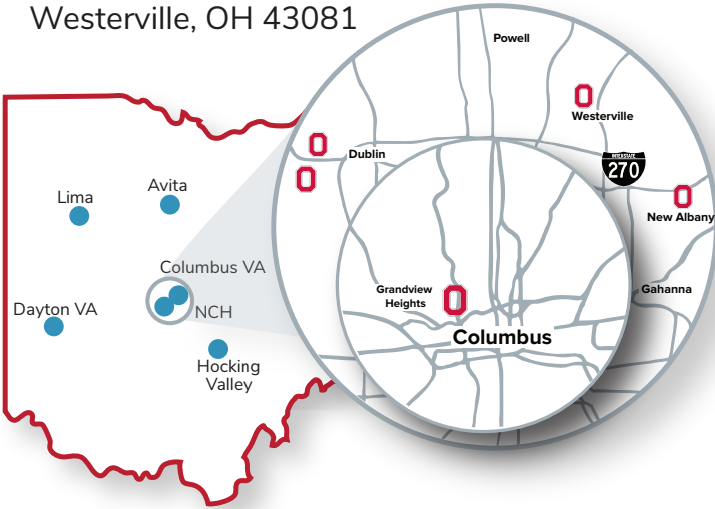 Westerville, OH 43081
Powell
Westerville
Dublin
INTERSTATE
270
New Albany
Lima
Avita
Columbus VA
Grandview
Heights
Gahanna
Dayton VA
NCH
Columbus
Hocking
Valley